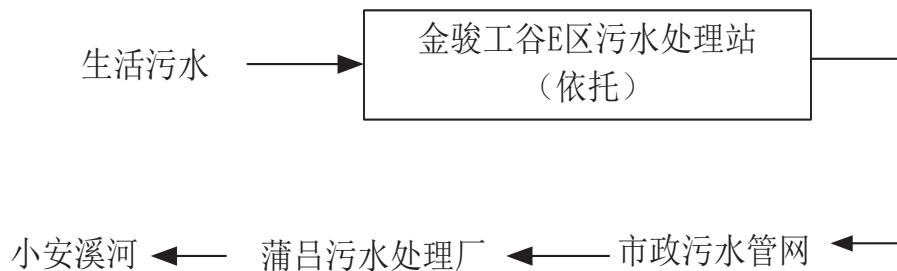 生活污水
金骏工谷E区污水处理站
（依托）
市政污水管网
蒲吕污水处理厂
小安溪河